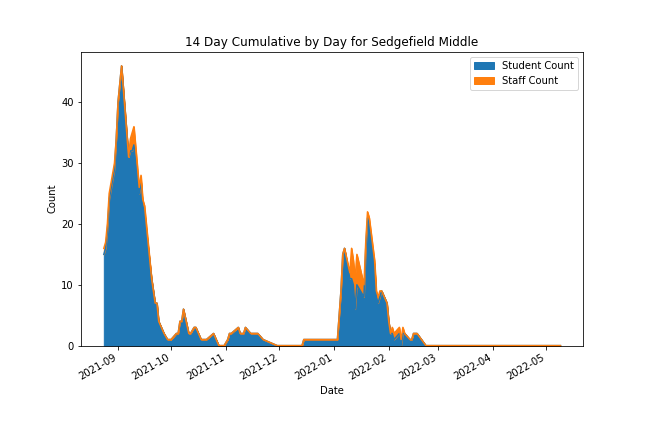 14 Day Cumulative by Day for Sedgefield Middle
Student Count
Staff Count
Count
40
30
20
10
0
2021-09
2021-10
2021-11
2021-12
2022-01
2022-02
2022-03
2022-04
2022-05
Date